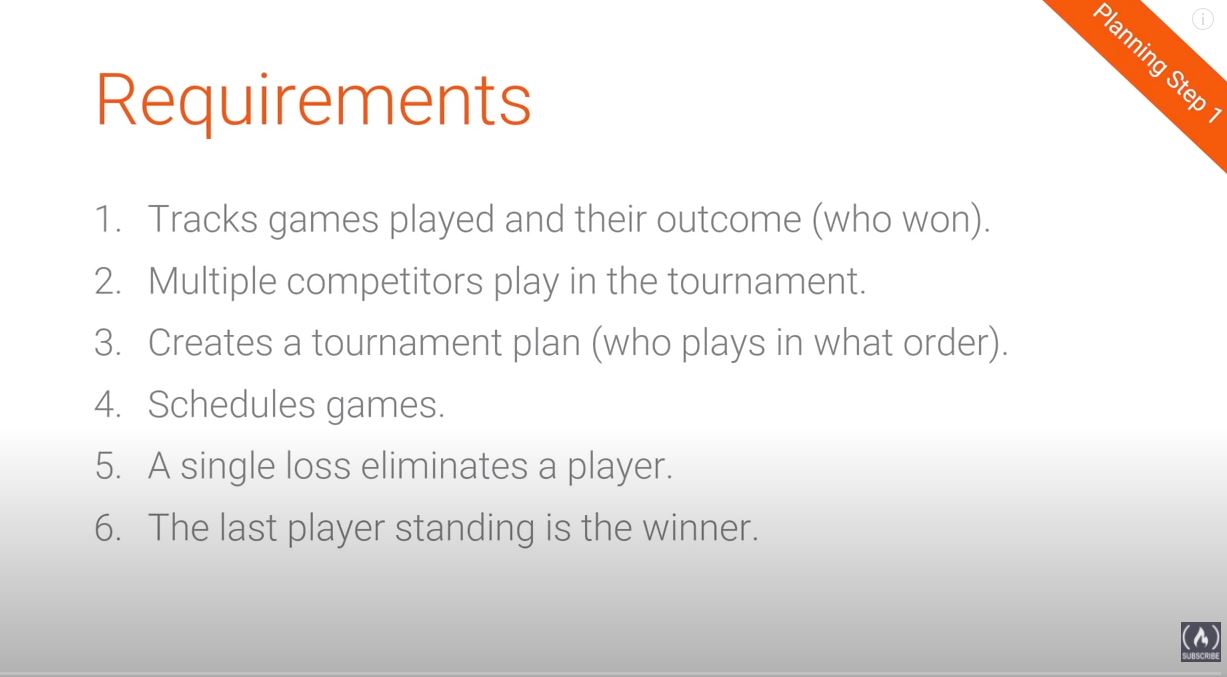 Planning Step 1
Requirements
1. Tracks games played and their outcome (who won).
2. Multiple competitors play in the tournament.
3. Creates a tournament plan (who plays in what order).
4. Schedules games.
5. A single loss eliminates a player.
6. The last player standing is the winner.
SUBSCRIBE